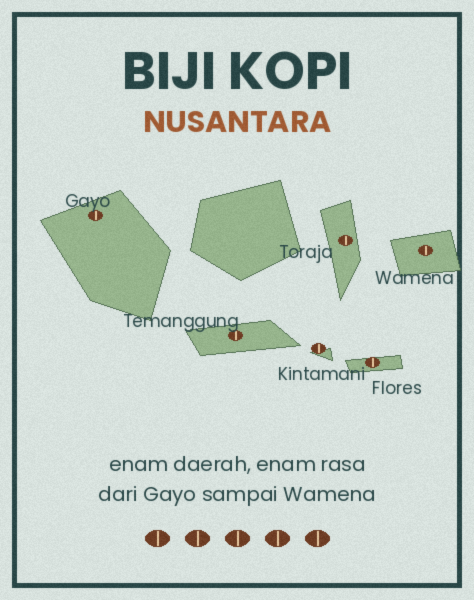 BIJI KOPI
NUSANTARA
Gayo
Toraja
Wamena
Temanggung
Kintamani
Flores
enam daerah, enam rasa
dari Gayo sampai Wamena